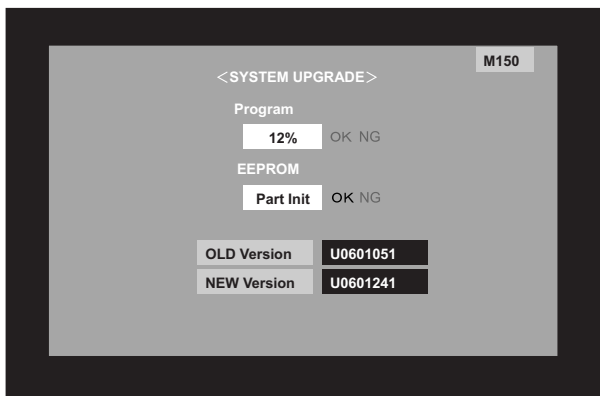 M150
＜SYSTEM UPGRADE＞
Program
12% OK NG
EEPROM
Part Init OK NG
OLD Version U0601051
NEW Version U0601241